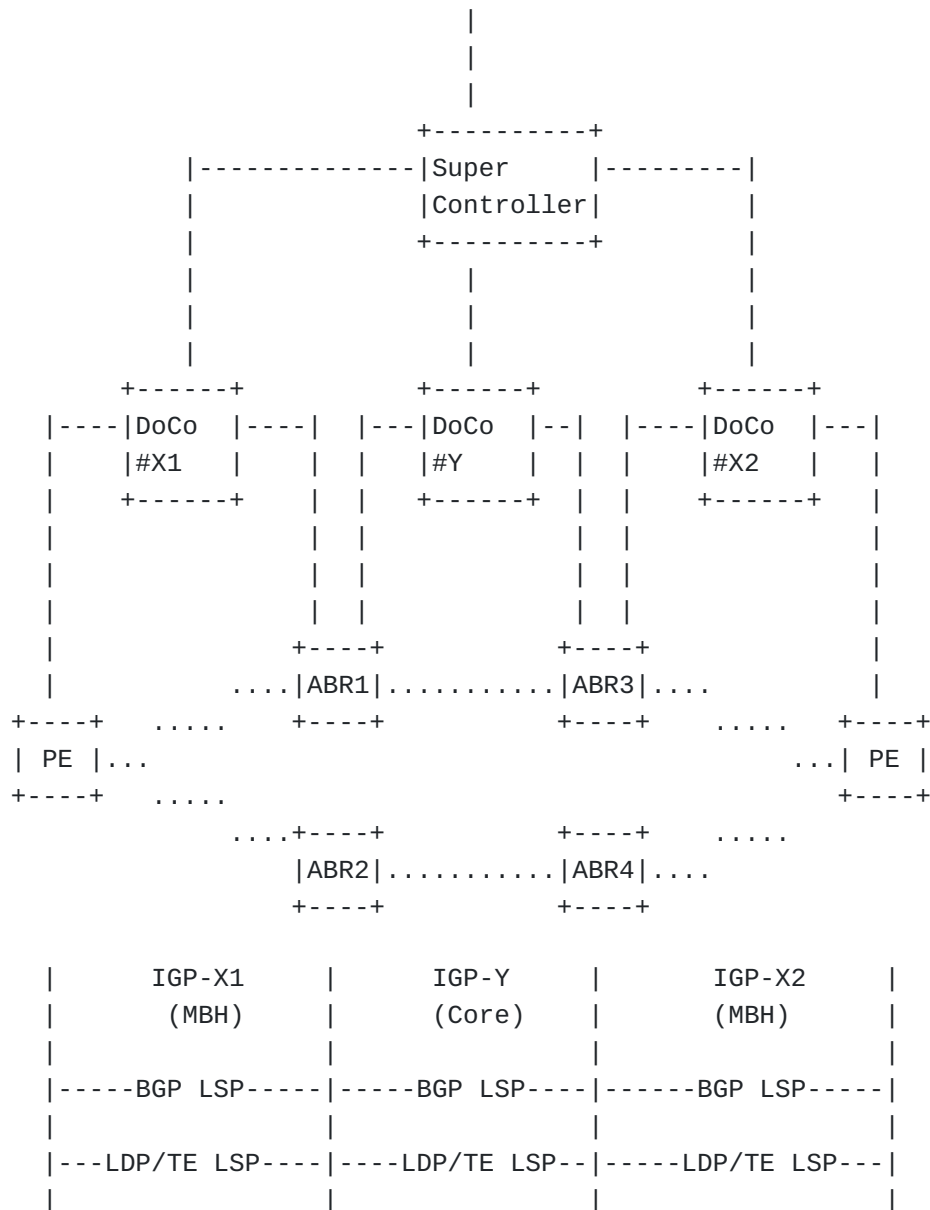 Super
Controller
DoCo DoCo DoCo
#X1 #Y #X2
ABR1 ABR3
PE PE
ABR2 ABR4
IGP-X1 IGP-Y IGP-X2
(MBH) (Core) (MBH)
BGP LSP BGP LSP BGP LSP
LDP/TE LSP LDP/TE LSP LDP/TE LSP